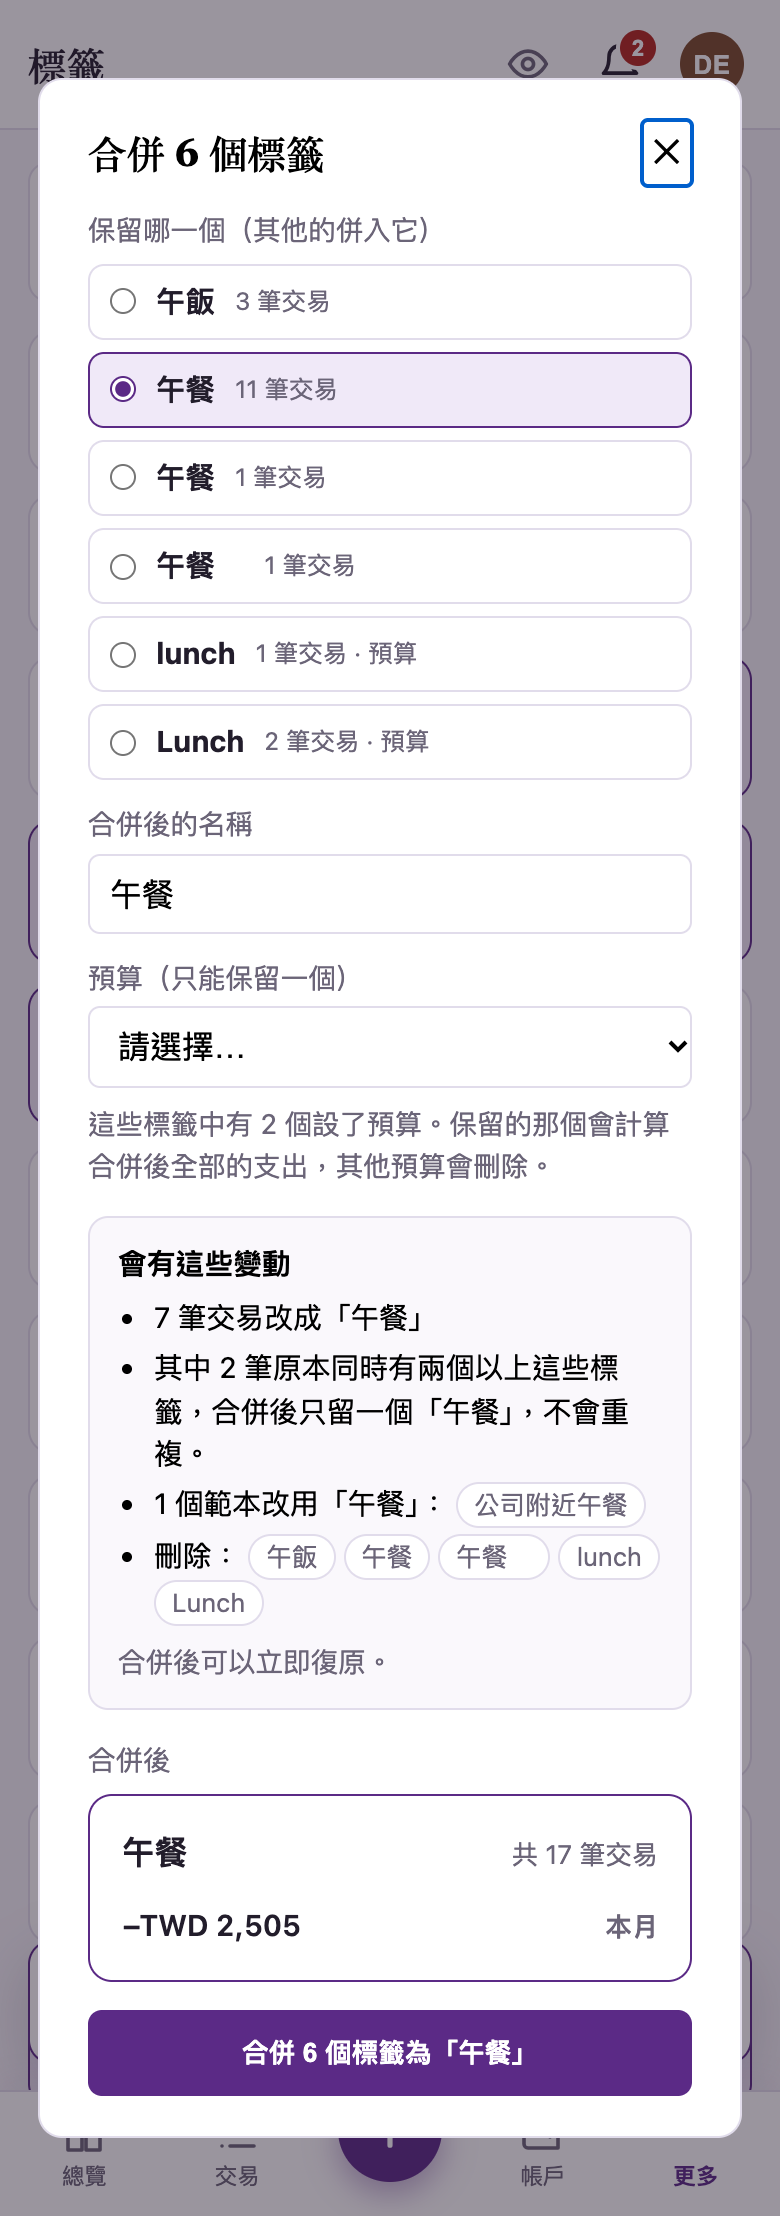 標籤
2
DE
合併 6 個標籤
保留哪一個（其他的併入它）
午飯 3 筆交易
午餐 11 筆交易
午餐 1 筆交易
午餐 1 筆交易
lunch 1 筆交易 · 預算
Lunch 2 筆交易 · 預算
合併後的名稱
午餐
預算（只能保留一個）
請選擇…
這些標籤中有 2 個設了預算。保留的那個會計算
合併後全部的支出，其他預算會刪除。
會有這些變動
• 7 筆交易改成「午餐」
• 其中 2 筆原本同時有兩個以上這些標
籤，合併後只留一個「午餐」，不會重
複。
• 1 個範本改用「午餐」： 公司附近午餐
• 刪除： 午飯 午餐 午餐 lunch
Lunch
合併後可以立即復原。
合併後
午餐 共 17 筆交易
–TWD 2,505 本月
合併 6 個標籤為「午餐」
總覽 交易 帳戶 更多